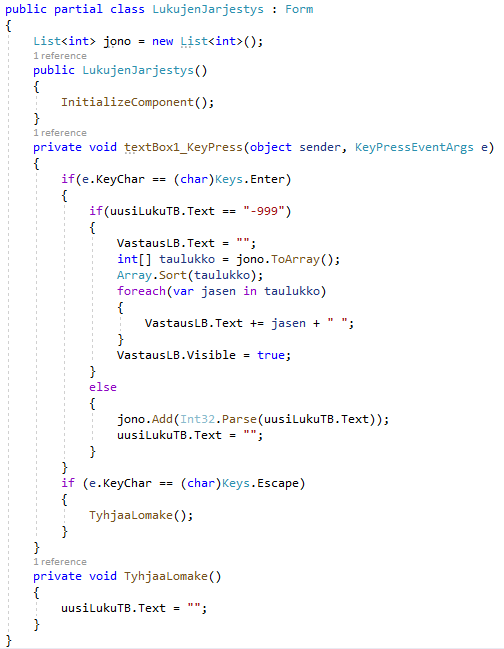 public partial class LukujenJarjestys : Form
{
    List<int> jono = new List<int>();
    1 reference
    public LukujenJarjestys()
    {
        InitializeComponent();
    }
    1 reference
    private void textBox1_KeyPress(object sender, KeyPressEventArgs e)
    {
        if(e.KeyChar == (char)Keys.Enter)
        {
            if(uusiLukuTB.Text == "-999")
            {
                VastausLB.Text = "";
                int[] taulukko = jono.ToArray();
                Array.Sort(taulukko);
                foreach(var jasen in taulukko)
                {
                    VastausLB.Text += jasen + " ";
                }
                VastausLB.Visible = true;
            }
            else
            {
                jono.Add(Int32.Parse(uusiLukuTB.Text));
                uusiLukuTB.Text = "";
            }
        }
        if (e.KeyChar == (char)Keys.Escape)
        {
            TyhjaaLomake();
        }
    }
    1 reference
    private void TyhjaaLomake()
    {
        uusiLukuTB.Text = "";
    }
}